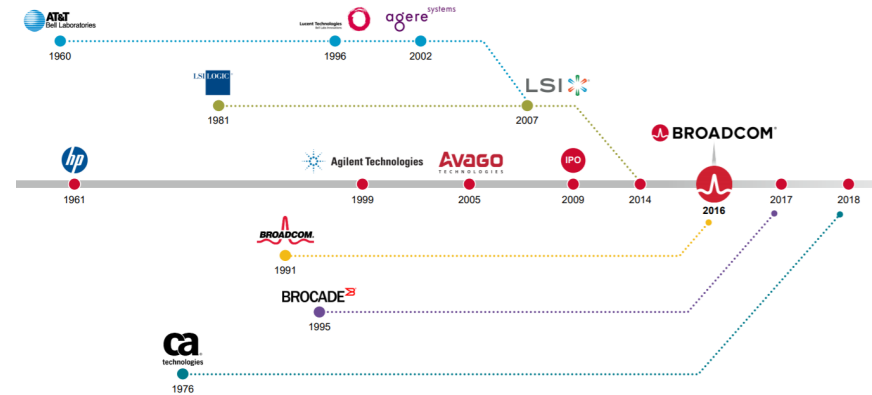 AT&T
Bell Laboratories
1960
Lucent Technologies
1996
agere systems
2002
LSI LOGIC
1981
LSI
2007
hp
1961
Agilent Technologies
1999
AVAGO
TECHNOLOGIES
2005
IPO
2009
2014
BROADCOM
2016
2017
2018
BROADCOM.
1991
BROCADE
1995
ca
technologies
1976